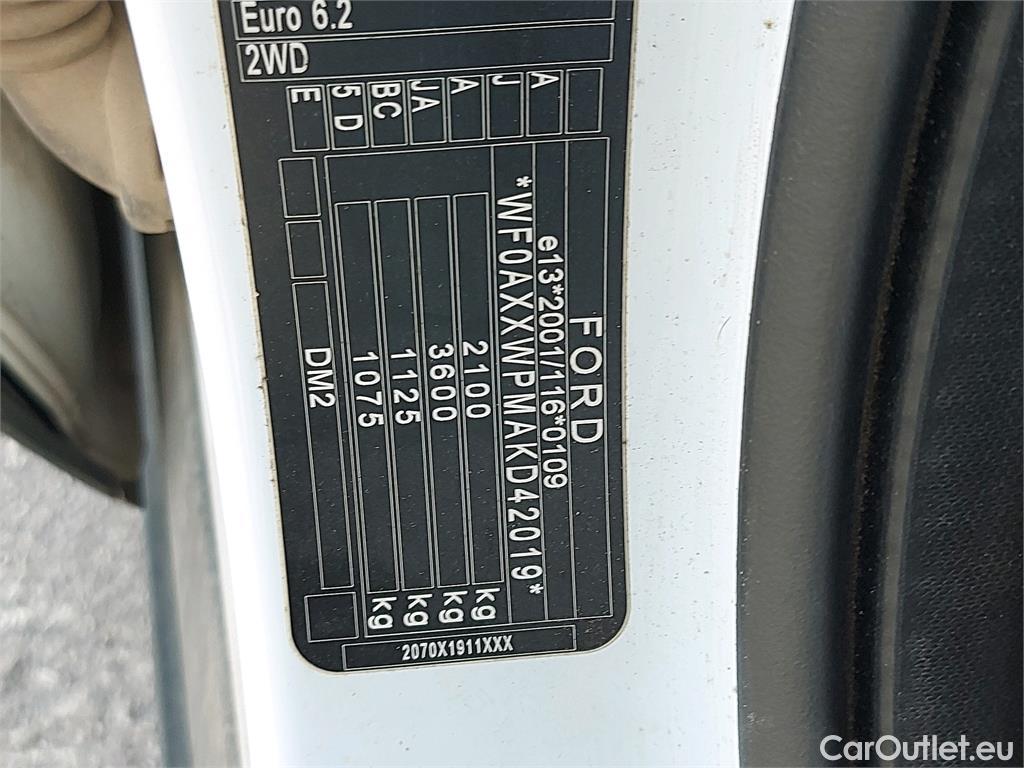 FORD
e13*2001/116*0109
*WF0AXXWPMAKD42019*
2100 kg
3600 kg
1125 kg
1075 kg
DM2
A
J
A
JA
BC
5 D
E
Euro 6.2
2WD
2070X1911XXX
CarOutlet.eu